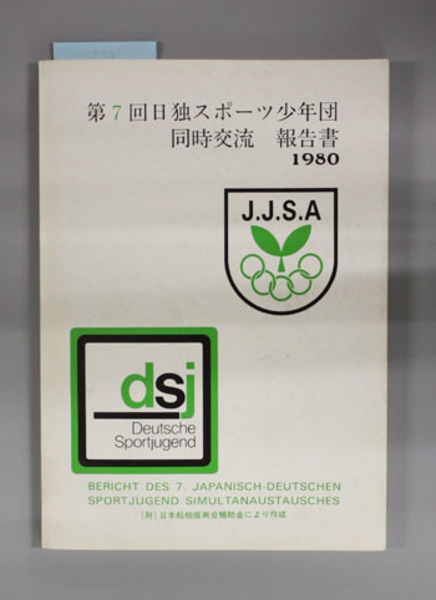 第7回日独スポーツ少年団
同時交流 報告書
1980
J.J.S.A
dsj
Deutsche
Sportjugend
BERICHT DES 7. JAPANISCH-DEUTSCHEN
SPORTJUGEND SIMULTANAUSTAUSCHES
(財)日本船舶振興会補助金により作成